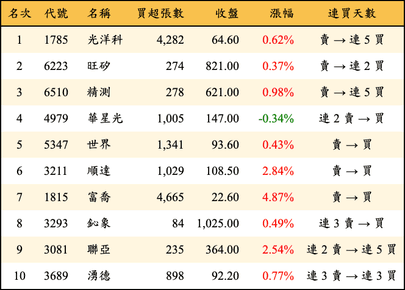 名次 代號 名稱 買超張數 收盤 漲幅 連買天數
1 1785 光洋科 4,282 64.60 0.62% 賣→連5買
2 6223 旺矽 274 821.00 0.37% 賣→連2買
3 6510 精測 278 621.00 0.98% 賣→連5買
4 4979 華星光 1,005 147.00 -0.34% 連2賣→買
5 5347 世界 1,341 93.60 0.43% 賣→買
6 3211 順達 1,029 108.50 2.84% 賣→買
7 1815 富喬 4,665 22.60 4.87% 賣→買
8 3293 鈊象 84 1,025.00 0.49% 連3賣→買
9 3081 聯亞 235 364.00 2.54% 連2賣→連5買
10 3689 湧德 898 92.20 0.77% 連3賣→連3買